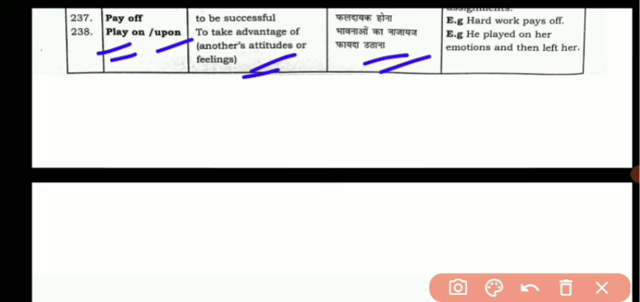 assignments.
237. Pay off to be successful फलदायक होना E.g Hard work pays off.
238. Play on /upon To take advantage of भावनाओं का नाजायज E.g He played on her
(another's attitudes or फायदा उठाना emotions and then left her.
feelings)